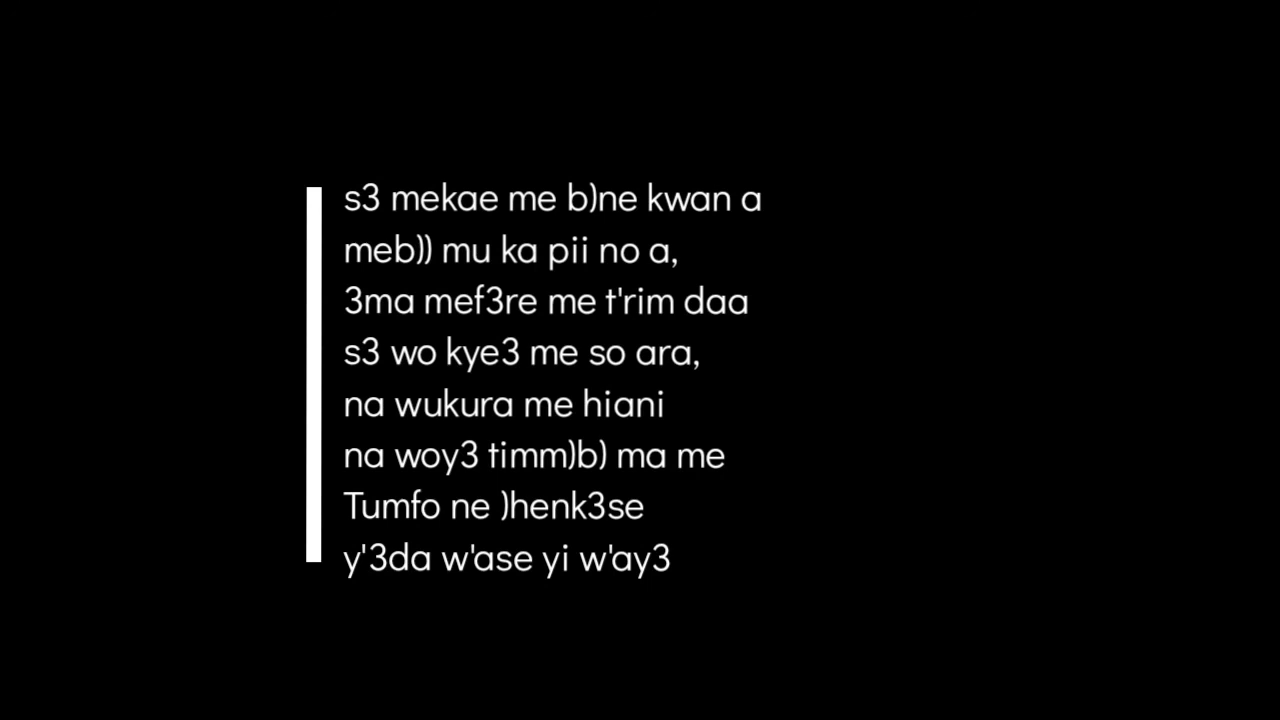 s3 mekae me b)ne kwan a
meb)) mu ka pii no a,
3ma mef3re me t'rim daa
s3 wo kye3 me so ara,
na wukura me hiani
na woy3 timm)b) ma me
Tumfo ne )henk3se
y'3da w'ase yi w'ay3